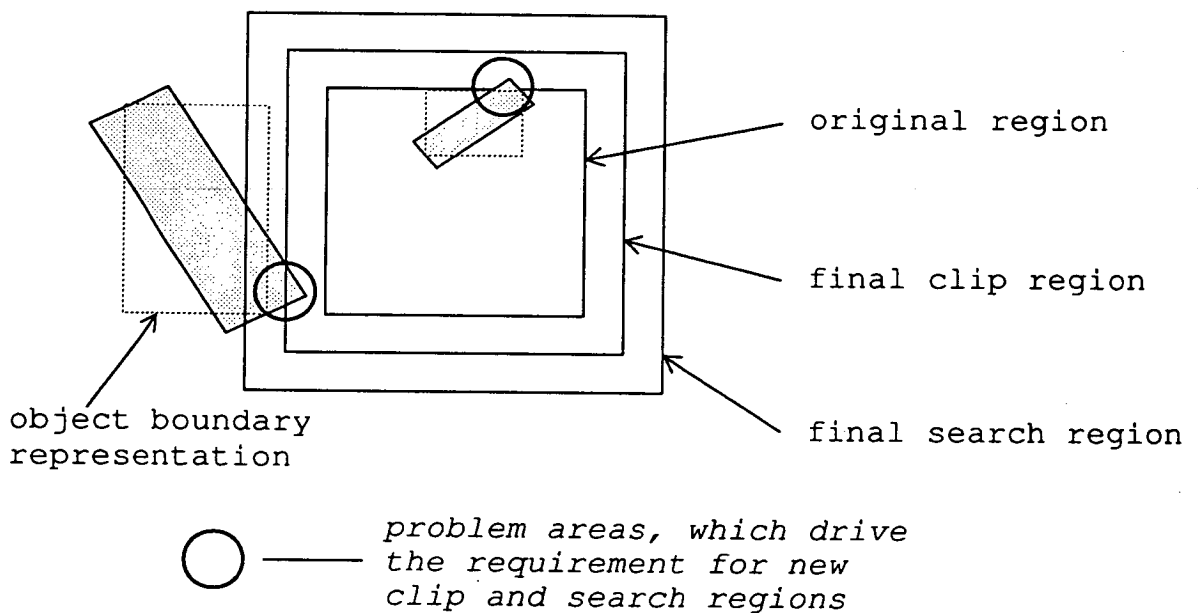 original region
final clip region
object boundary
representation
final search region
problem areas, which drive
the requirement for new
clip and search regions